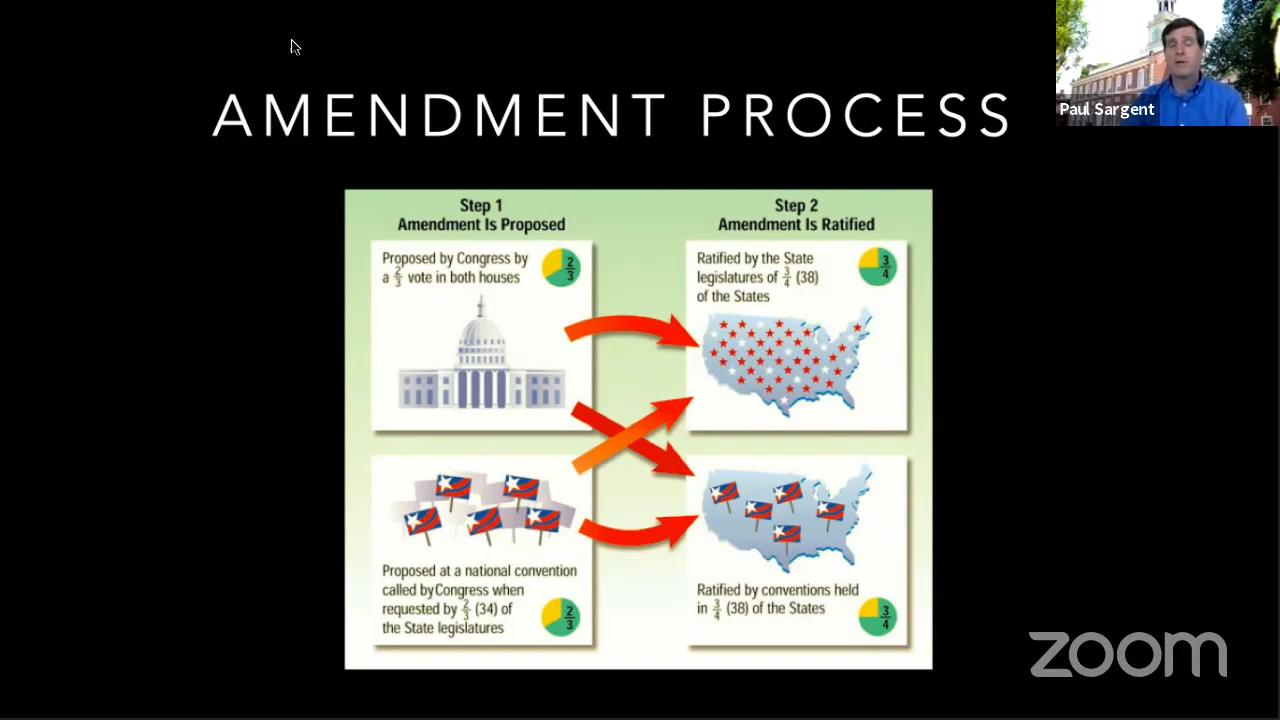 AMENDMENT PROCESS
Paul Sargent
Step 1
Amendment Is Proposed
Proposed by Congress by
a 2/3 vote in both houses
2/3
Proposed at a national convention
called by Congress when
requested by 2/3 (34) of
the State legislatures
2/3
Step 2
Amendment Is Ratified
Ratified by the State
legislatures of 3/4 (38)
of the States
3/4
Ratified by conventions held
in 3/4 (38) of the States
3/4
zoom